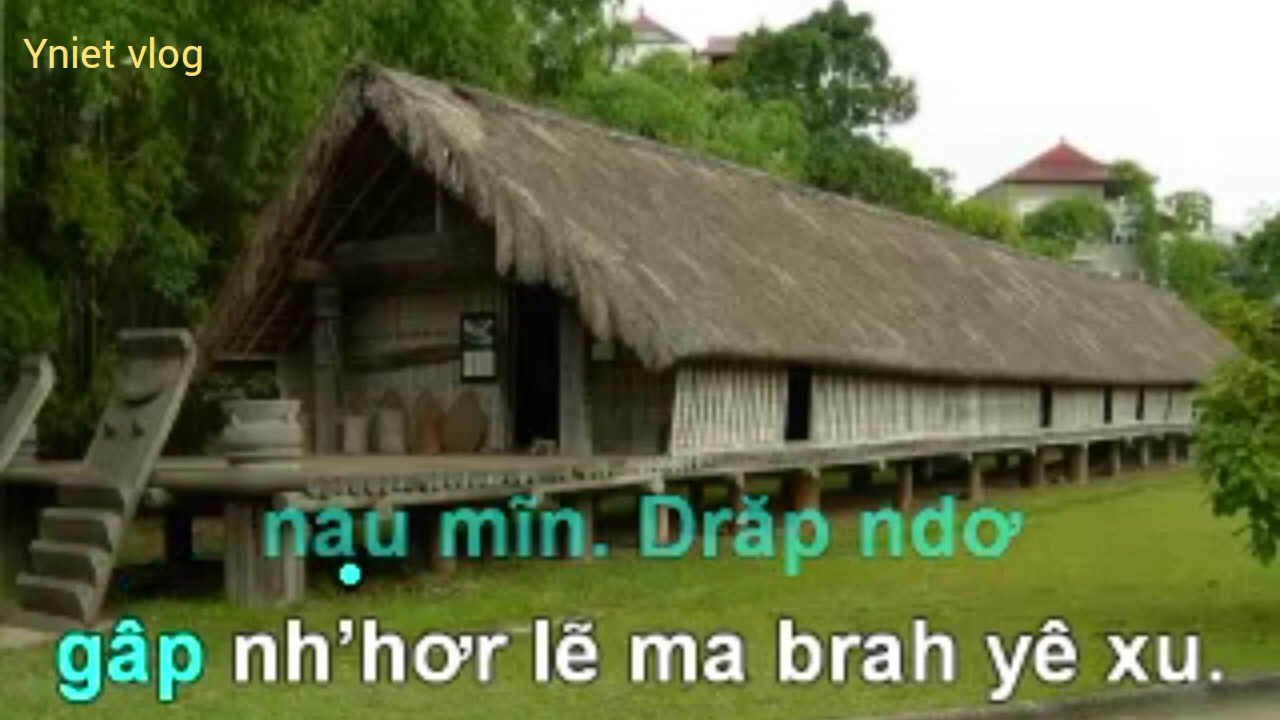 Yniet vlog
nạu mĩn. Drăp ndơ
gâp nh’hơr lẽ ma brah yê xu.